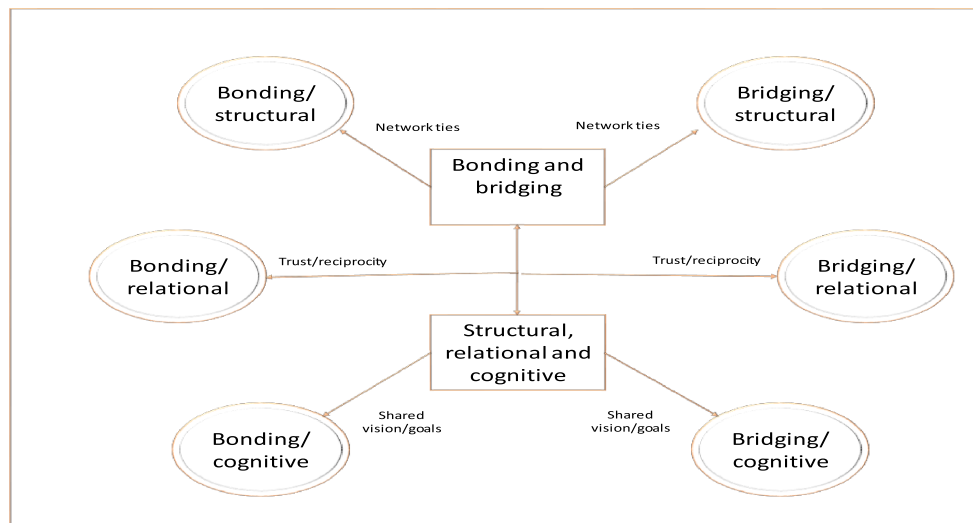 Bonding/
structural
Bridging/
structural
Network ties
Network ties
Bonding and
bridging
Bonding/
relational
Trust/reciprocity
Trust/reciprocity
Bridging/
relational
Structural,
relational and
cognitive
Shared
vision/goals
Shared
vision/goals
Bonding/
cognitive
Bridging/
cognitive